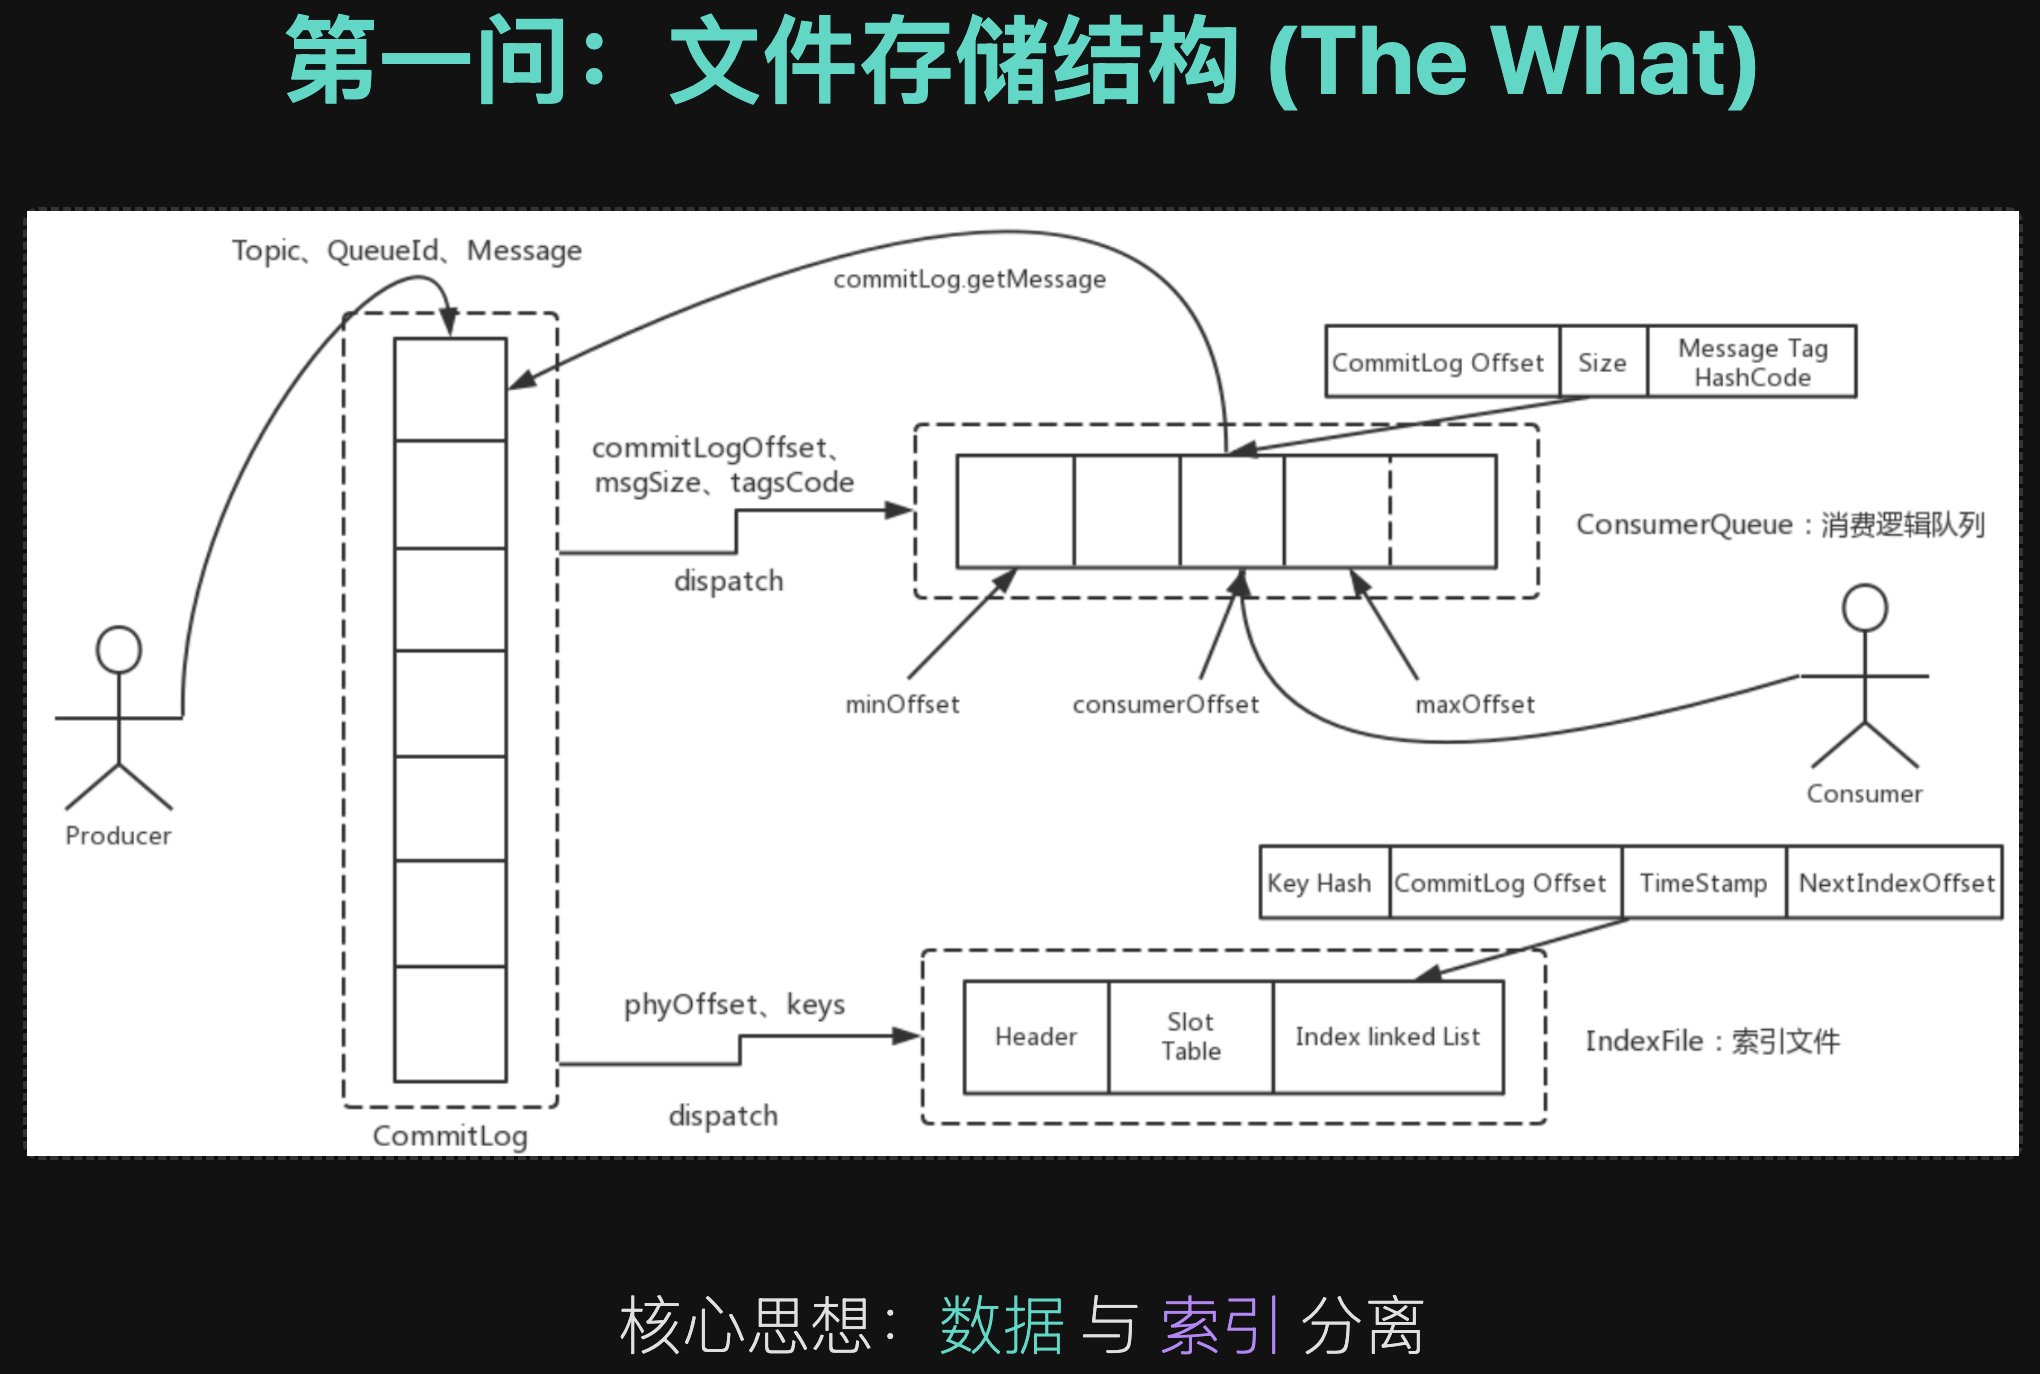 第一问：文件存储结构 (The What)
Topic、QueueId、Message
commitLog.getMessage
CommitLog Offset
Size
Message Tag
HashCode
commitLogOffset、
msgSize、tagsCode
dispatch
ConsumerQueue：消费逻辑队列
minOffset
consumerOffset
maxOffset
Producer
Consumer
Key Hash
CommitLog Offset
TimeStamp
NextIndexOffset
phyOffset、keys
dispatch
Header
Slot
Table
Index linked List
IndexFile：索引文件
CommitLog
核心思想：数据 与 索引 分离